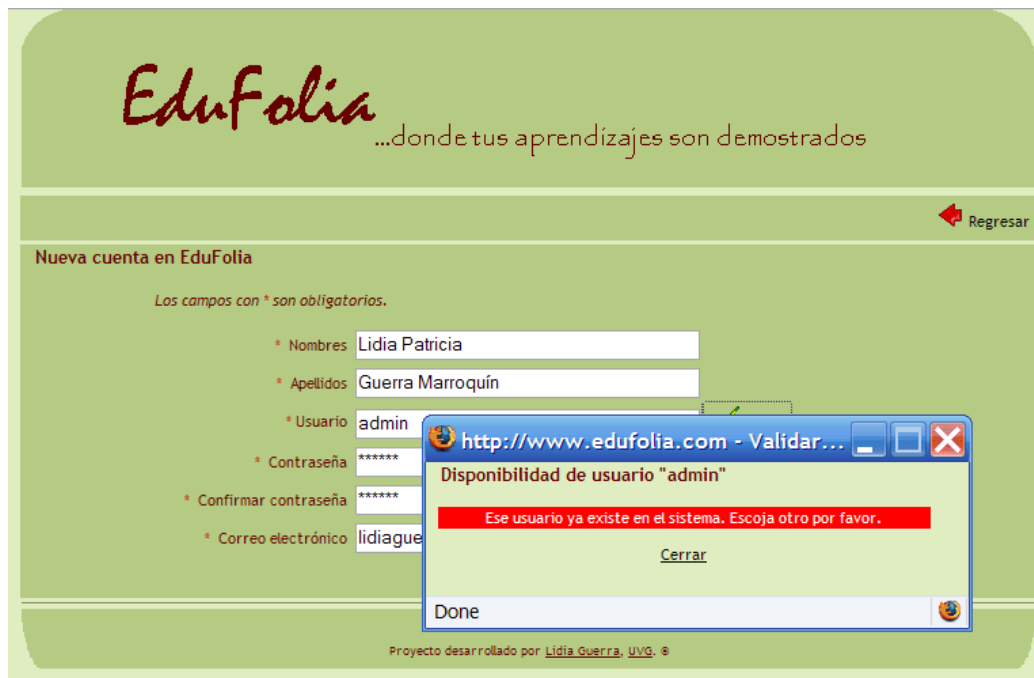 EduFolia
...donde tus aprendizajes son demostrados
Regresar
Nueva cuenta en EduFolia
Los campos con * son obligatorios.
* Nombres Lidia Patricia
* Apellidos Guerra Marroquín
* Usuario admin
* Contraseña ******
* Confirmar contraseña ******
* Correo electrónico lidiague
http://www.edufolia.com - Validar...
Disponibilidad de usuario "admin"
Ese usuario ya existe en el sistema. Escoja otro por favor.
Cerrar
Done
Proyecto desarrollado por Lidia Guerra, UVG. ®